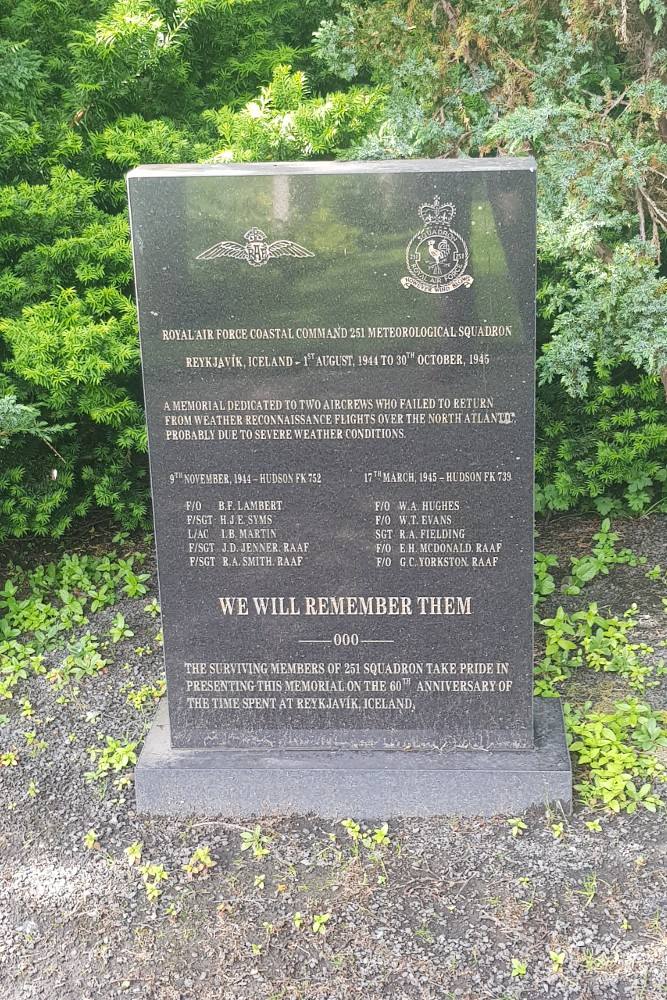 RAF
SQUADRON
ROYAL AIR FORCE
ROYAL AIR FORCE COASTAL COMMAND 251 METEOROLOGICAL SQUADRON
REYKJAVÍK, ICELAND - 1ST AUGUST, 1944 TO 30TH OCTOBER, 1945
A MEMORIAL DEDICATED TO TWO AIRCREWS WHO FAILED TO RETURN
FROM WEATHER RECONNAISSANCE FLIGHTS OVER THE NORTH ATLANTIC,
PROBABLY DUE TO SEVERE WEATHER CONDITIONS.
9TH NOVEMBER, 1944 - HUDSON FK 752
F/O B.F. LAMBERT
F/SGT H.J.E. SYMS
L/AC I.B. MARTIN
F/SGT J.D. JENNER. RAAF
F/SGT R.A. SMITH. RAAF
17TH MARCH, 1945 - HUDSON FK 739
F/O W.A. HUGHES
F/O W.T. EVANS
SGT R.A. FIELDING
F/O E.H. MCDONALD. RAAF
F/O G.C. YORKSTON. RAAF
WE WILL REMEMBER THEM
——000——
THE SURVIVING MEMBERS OF 251 SQUADRON TAKE PRIDE IN
PRESENTING THIS MEMORIAL ON THE 60TH ANNIVERSARY OF
THE TIME SPENT AT REYKJAVÍK, ICELAND,